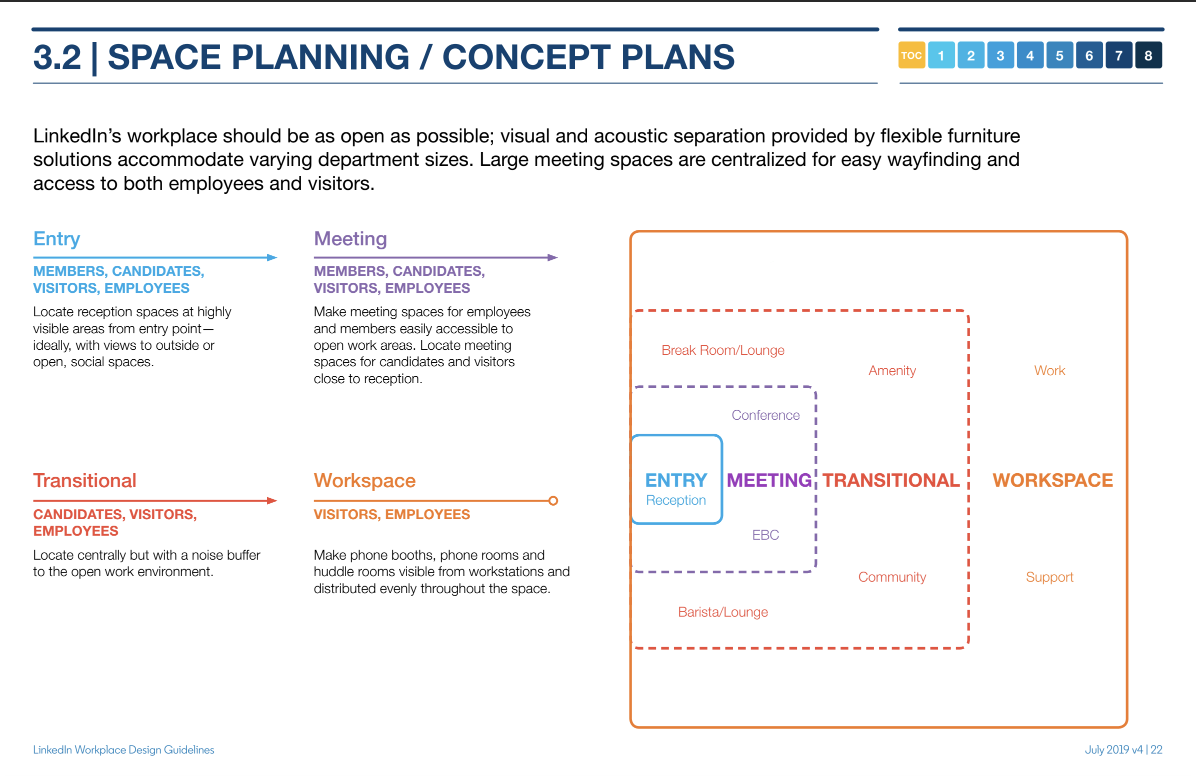 3.2 | SPACE PLANNING / CONCEPT PLANS
TOC 1 2 3 4 5 6 7 8
LinkedIn’s workplace should be as open as possible; visual and acoustic separation provided by flexible furniture
solutions accommodate varying department sizes. Large meeting spaces are centralized for easy wayfinding and
access to both employees and visitors.
Entry
MEMBERS, CANDIDATES,
VISITORS, EMPLOYEES
Locate reception spaces at highly
visible areas from entry point—
ideally, with views to outside or
open, social spaces.
Meeting
MEMBERS, CANDIDATES,
VISITORS, EMPLOYEES
Make meeting spaces for employees
and members easily accessible to
open work areas. Locate meeting
spaces for candidates and visitors
close to reception.
Transitional
CANDIDATES, VISITORS,
EMPLOYEES
Locate centrally but with a noise buffer
to the open work environment.
Workspace
VISITORS, EMPLOYEES
Make phone booths, phone rooms and
huddle rooms visible from workstations and
distributed evenly throughout the space.
Break Room/Lounge
Amenity
Work
Conference
ENTRY
Reception
MEETING
TRANSITIONAL
WORKSPACE
EBC
Community
Support
Barista/Lounge
LinkedIn Workplace Design Guidelines
July 2019 v4 | 22